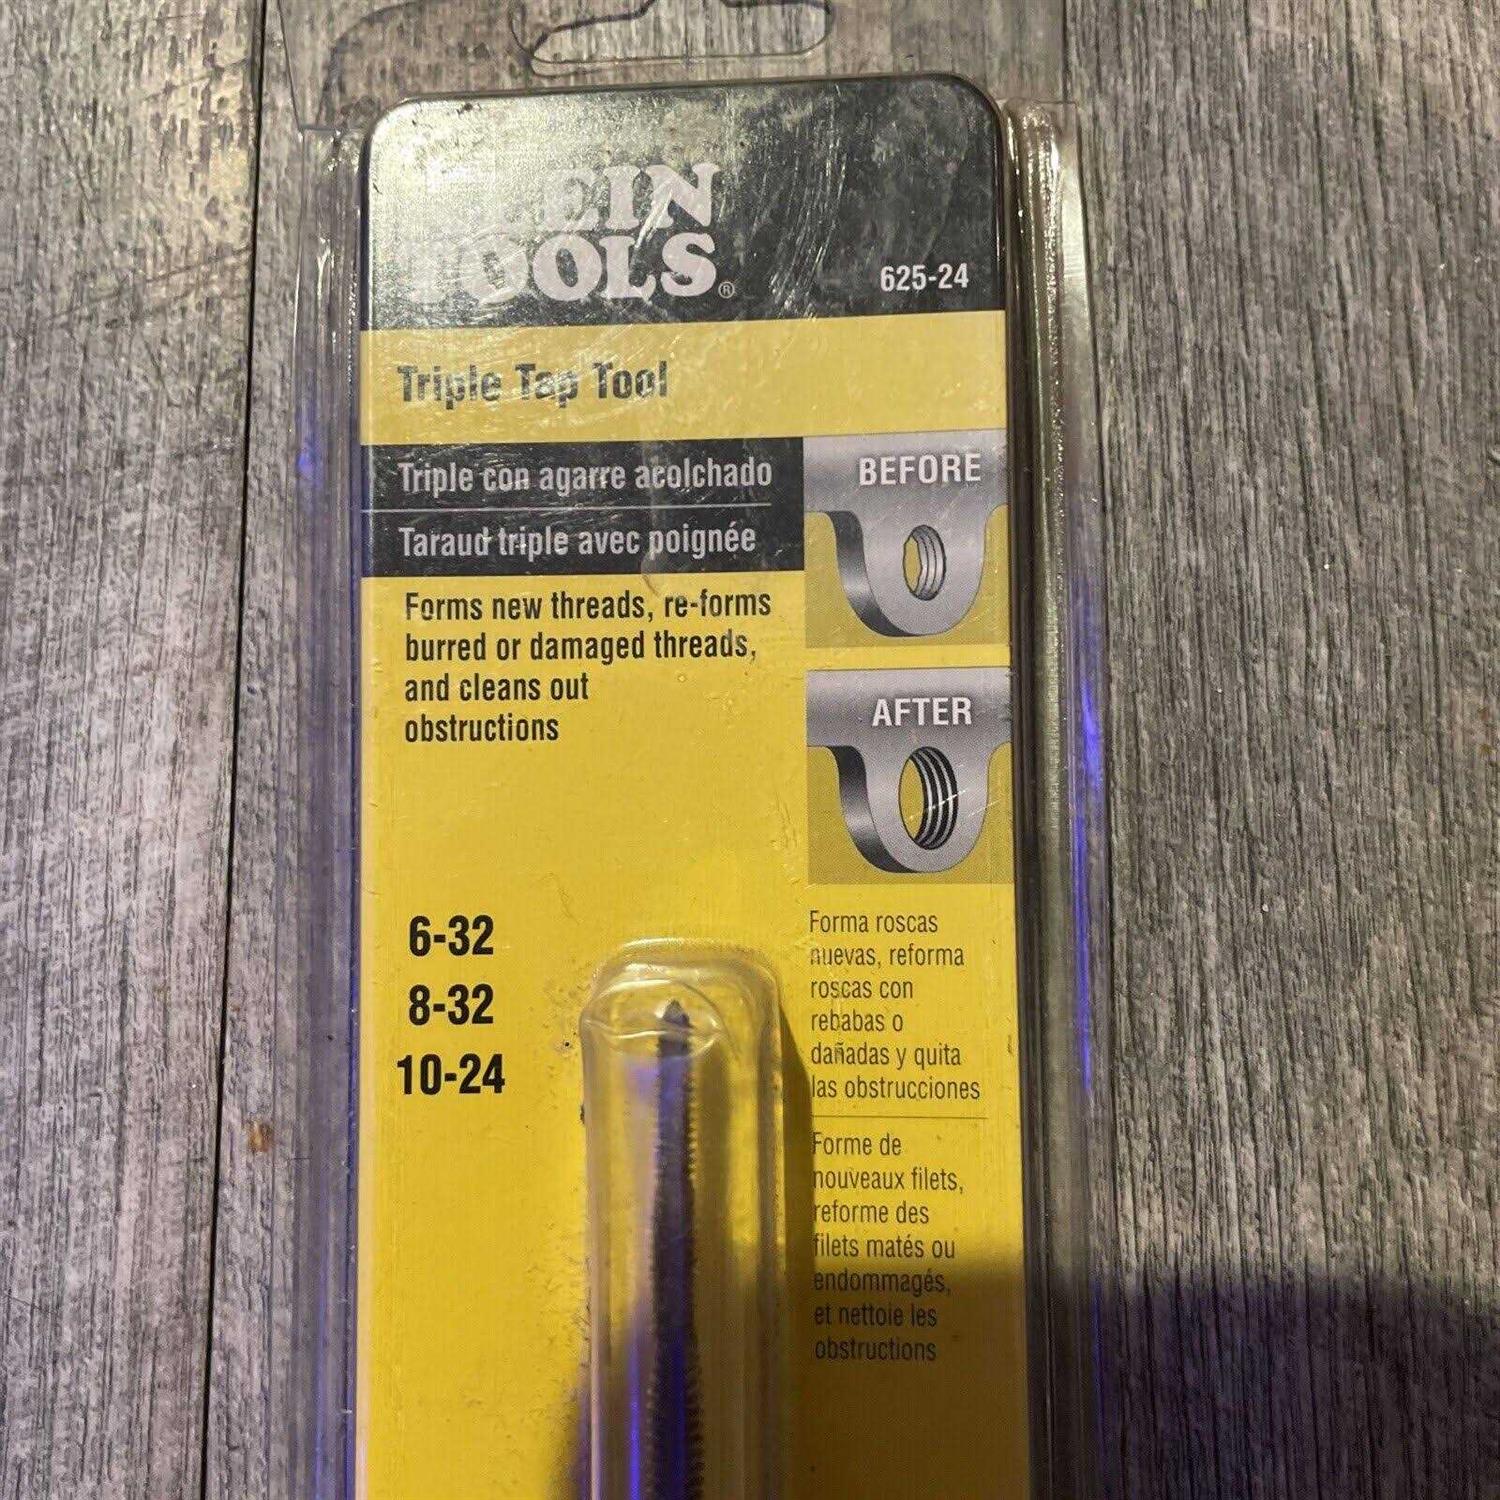 KLEIN
TOOLS®
625-24
Triple Tap Tool
Triple con agarre acolchado
Taraud triple avec poignée
BEFORE
Forms new threads, re-forms
burred or damaged threads,
and cleans out
obstructions
AFTER
6-32
8-32
10-24
Forma roscas
nuevas, reforma
roscas con
rebabas o
dañadas y quita
las obstrucciones
Forme de
nouveaux filets,
reforme des
filets matés ou
endommagés,
et nettoie les
obstructions